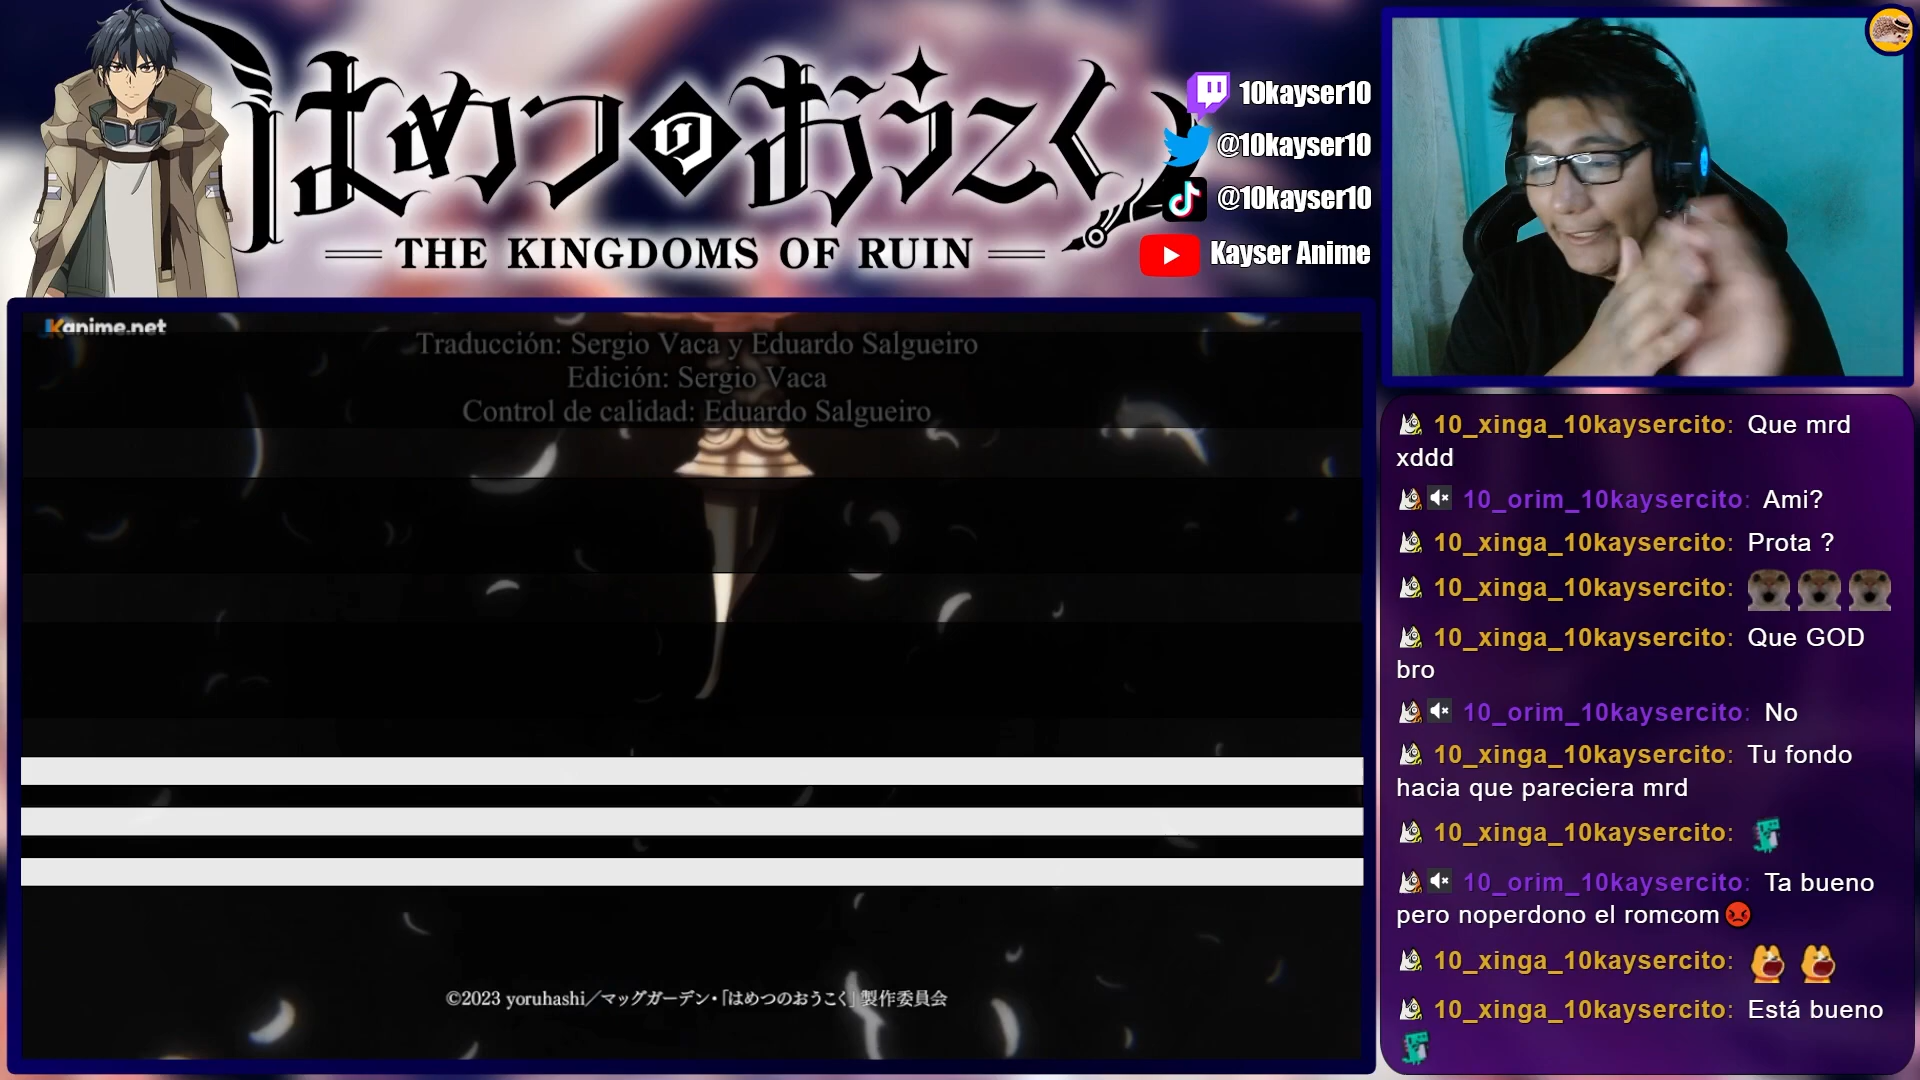 はめつのおうこく
THE KINGDOMS OF RUIN
10kayser10
@10kayser10
@10kayser10
Kayser Anime
Kanime.net
Traducción: Sergio Vaca y Eduardo Salgueiro
Edición: Sergio Vaca
Control de calidad: Eduardo Salgueiro
©2023 yoruhashi／マッグガーデン・「はめつのおうこく」製作委員会
10_xinga_10kaysercito: Que mrd
xddd
10_orim_10kaysercito: Ami?
10_xinga_10kaysercito: Prota ?
10_xinga_10kaysercito:
10_xinga_10kaysercito: Que GOD
bro
10_orim_10kaysercito: No
10_xinga_10kaysercito: Tu fondo
hacia que pareciera mrd
10_xinga_10kaysercito:
10_orim_10kaysercito: Ta bueno
pero noperdono el romcom
10_xinga_10kaysercito:
10_xinga_10kaysercito: Está bueno